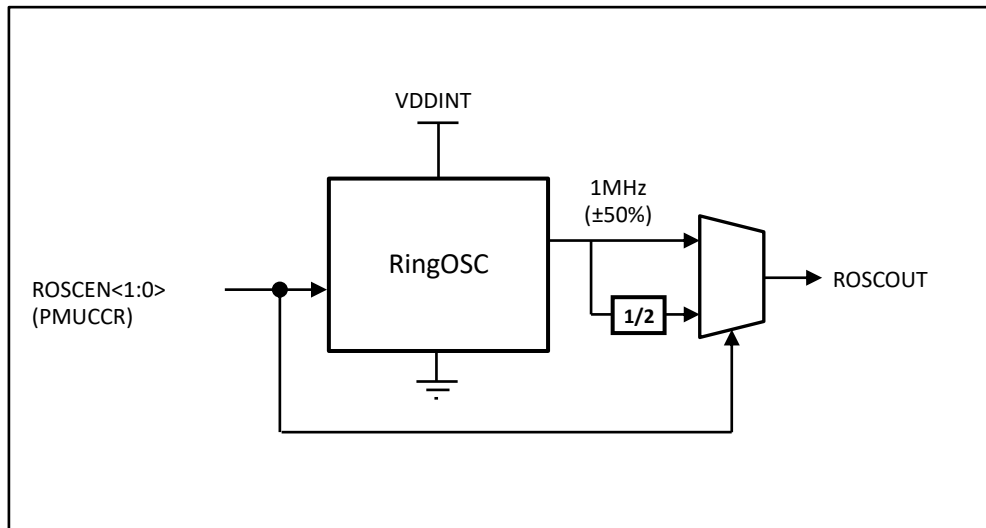 VDDINT
1MHz
(±50%)
RingOSC
ROSCEN<1:0>
(PMUCCR)
1/2
ROSCOUT